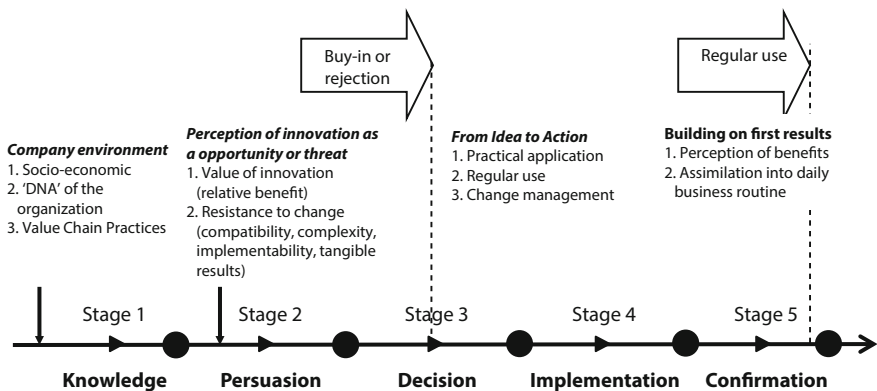 Buy-in or
rejection
Regular use
Company environment
1. Socio-economic
2. ‘DNA’ of the
organization
3. Value Chain Practices
Perception of innovation as
a opportunity or threat
1. Value of innovation
(relative benefit)
2. Resistance to change
(compatibility, complexity,
implementability, tangible
results)
From Idea to Action
1. Practical application
2. Regular use
3. Change management
Building on first results
1. Perception of benefits
2. Assimilation into daily
business routine
Stage 1
Stage 2
Stage 3
Stage 4
Stage 5
Knowledge
Persuasion
Decision
Implementation
Confirmation